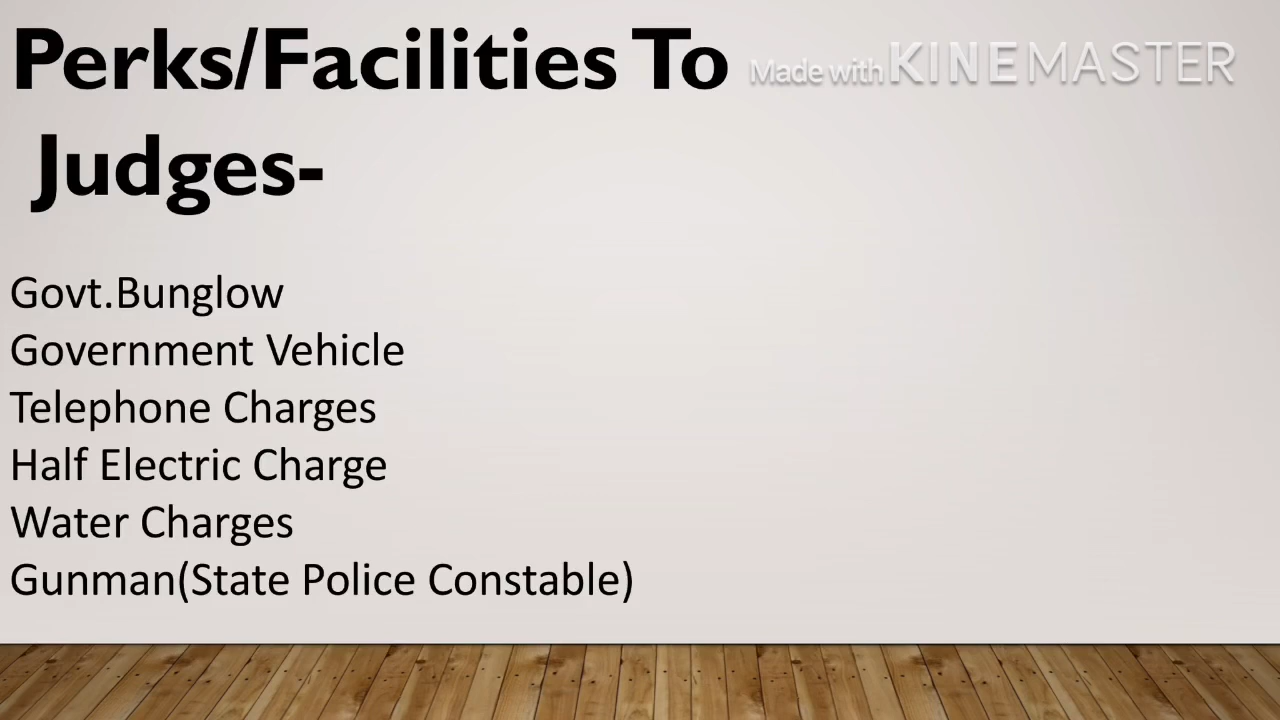 Perks/Facilities To
Made with KINEMASTER
Judges-
Govt.Bunglow
Government Vehicle
Telephone Charges
Half Electric Charge
Water Charges
Gunman(State Police Constable)